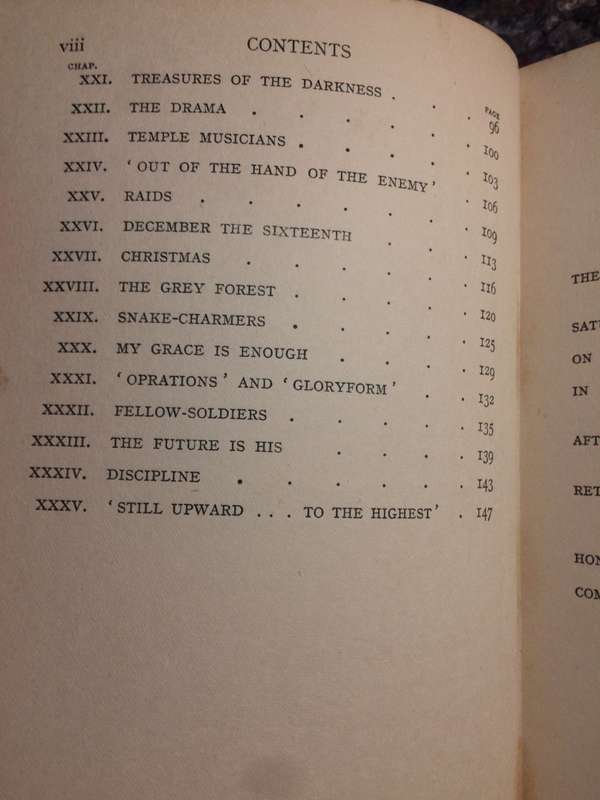 viii CONTENTS
CHAP. PAGE
XXI. TREASURES OF THE DARKNESS . . . 96
XXII. THE DRAMA . . . . . 100
XXIII. TEMPLE MUSICIANS . . . . 103
XXIV. ‘OUT OF THE HAND OF THE ENEMY’ . 106
XXV. RAIDS . . . . . . 109
XXVI. DECEMBER THE SIXTEENTH . . . 113
XXVII. CHRISTMAS . . . . . 116
XXVIII. THE GREY FOREST . . . . 120
XXIX. SNAKE-CHARMERS . . . . 125
XXX. MY GRACE IS ENOUGH . . . 129
XXXI. ‘OPRATIONS’ AND ‘GLORYFORM’ . . 132
XXXII. FELLOW-SOLDIERS . . . . 135
XXXIII. THE FUTURE IS HIS . . . . 139
XXXIV. DISCIPLINE . . . . . 143
XXXV. ‘STILL UPWARD . . . TO THE HIGHEST’ . 147
THE
SATU
ON
IN
AFT
RET
HON
COM